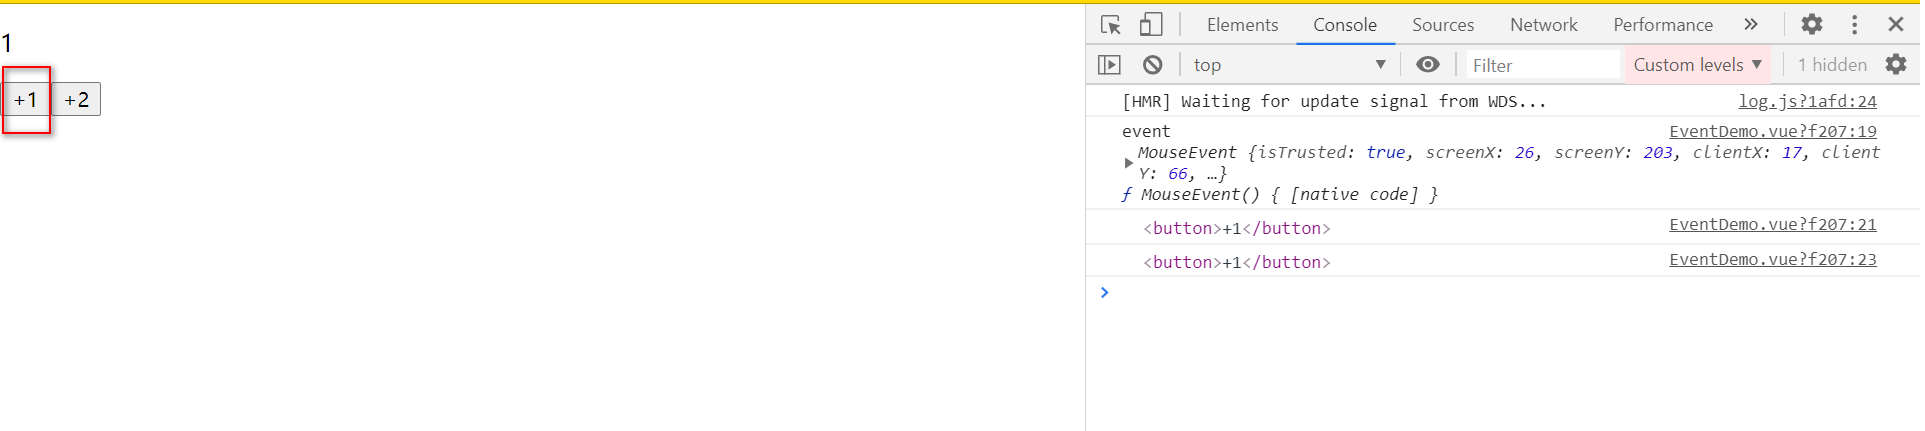 1
+1 +2
Elements Console Sources Network Performance
top Filter Custom levels 1 hidden
[HMR] Waiting for update signal from WDS... log.js?1afd:24
event EventDemo.vue?f207:19
MouseEvent {isTrusted: true, screenX: 26, screenY: 203, clientX: 17, client
Y: 66, …}
ƒ MouseEvent() { [native code] }
<button>+1</button> EventDemo.vue?f207:21
<button>+1</button> EventDemo.vue?f207:23